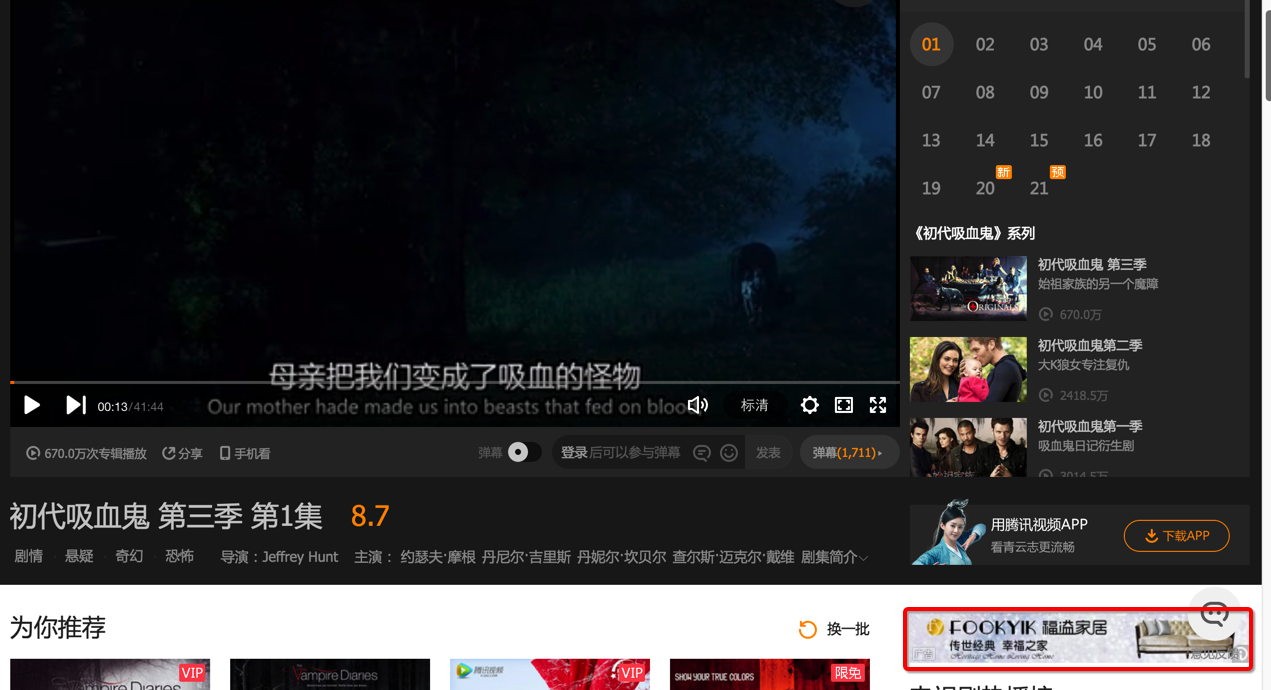 01 02 03 04 05 06
07 08 09 10 11 12
13 14 15 16 17 18
新 预
19 20 21
《初代吸血鬼》系列
初代吸血鬼 第三季
始祖家族的另一个魔障
ORIGINALS
670.0万
初代吸血鬼第二季
大K狼女专注复仇
2418.5万
初代吸血鬼第一季
吸血鬼日记衍生剧
母亲把我们变成了吸血的怪物
Our mother hade made us into beasts that fed on blood
00:13/41:44
标清
670.0万次专辑播放 分享 手机看
弹幕
登录后可以参与弹幕
发表
弹幕(1,711)
初代吸血鬼 第三季 第1集 8.7
剧情 悬疑 奇幻 恐怖 导演：Jeffrey Hunt 主演： 约瑟夫·摩根 丹尼尔·吉里斯 丹妮尔·坎贝尔 查尔斯·迈克尔·戴维 剧集简介
用腾讯视频APP
看青云志更流畅
下载APP
为你推荐
换一批
FOOKYIK 福溢家居
传世经典 幸福之家
Heritage Home Loving Home
广告
意见反馈
VIP
Vampire Diaries
Vampire Diaries
腾讯视频
VIP
SHOW YOUR TRUE COLORS
限免